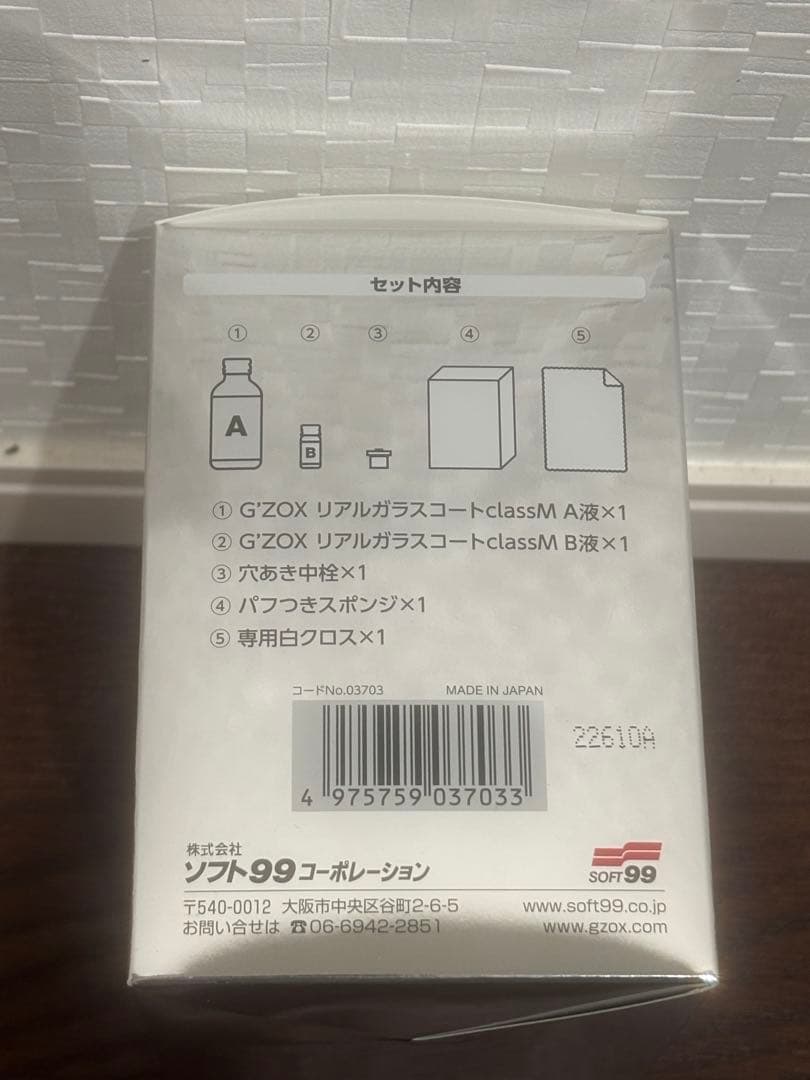 セット内容
① ② ③ ④ ⑤
A
B
① G'ZOX リアルガラスコートclassM A液×1
② G'ZOX リアルガラスコートclassM B液×1
③ 穴あき中栓×1
④ パフつきスポンジ×1
⑤ 専用白クロス×1
コードNo.03703 MADE IN JAPAN
22610A
4 975759 037033
株式会社
ソフト99コーポレーション
SOFT99
〒540-0012 大阪市中央区谷町2-6-5 www.soft99.co.jp
お問い合せは ☎06-6942-2851 www.gzox.com